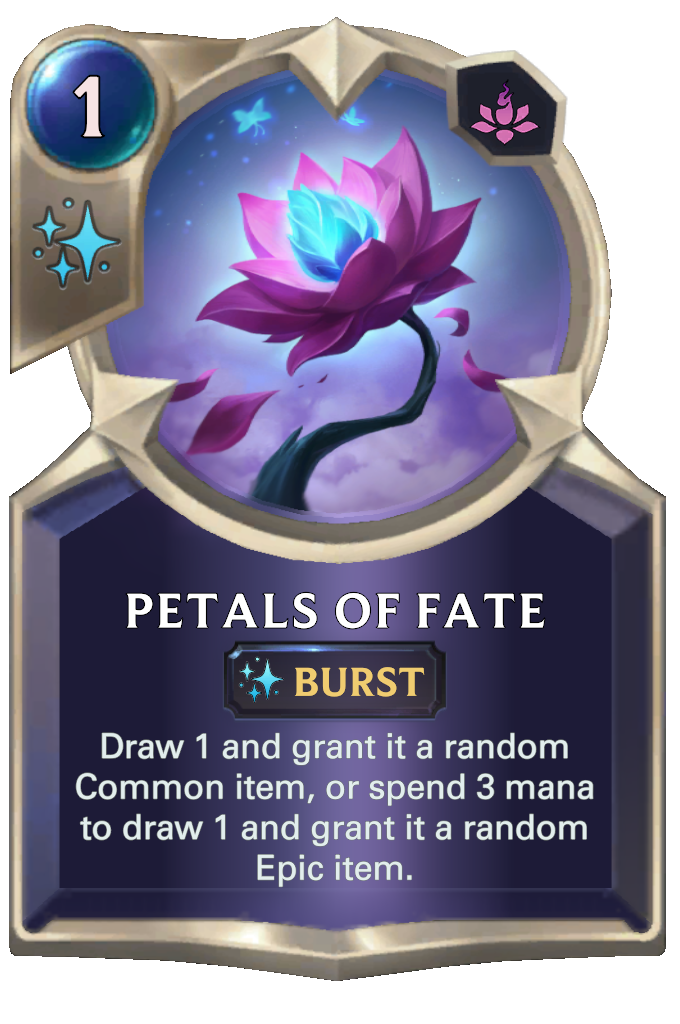 1
PETALS OF FATE
BURST
Draw 1 and grant it a random
Common item, or spend 3 mana
to draw 1 and grant it a random
Epic item.